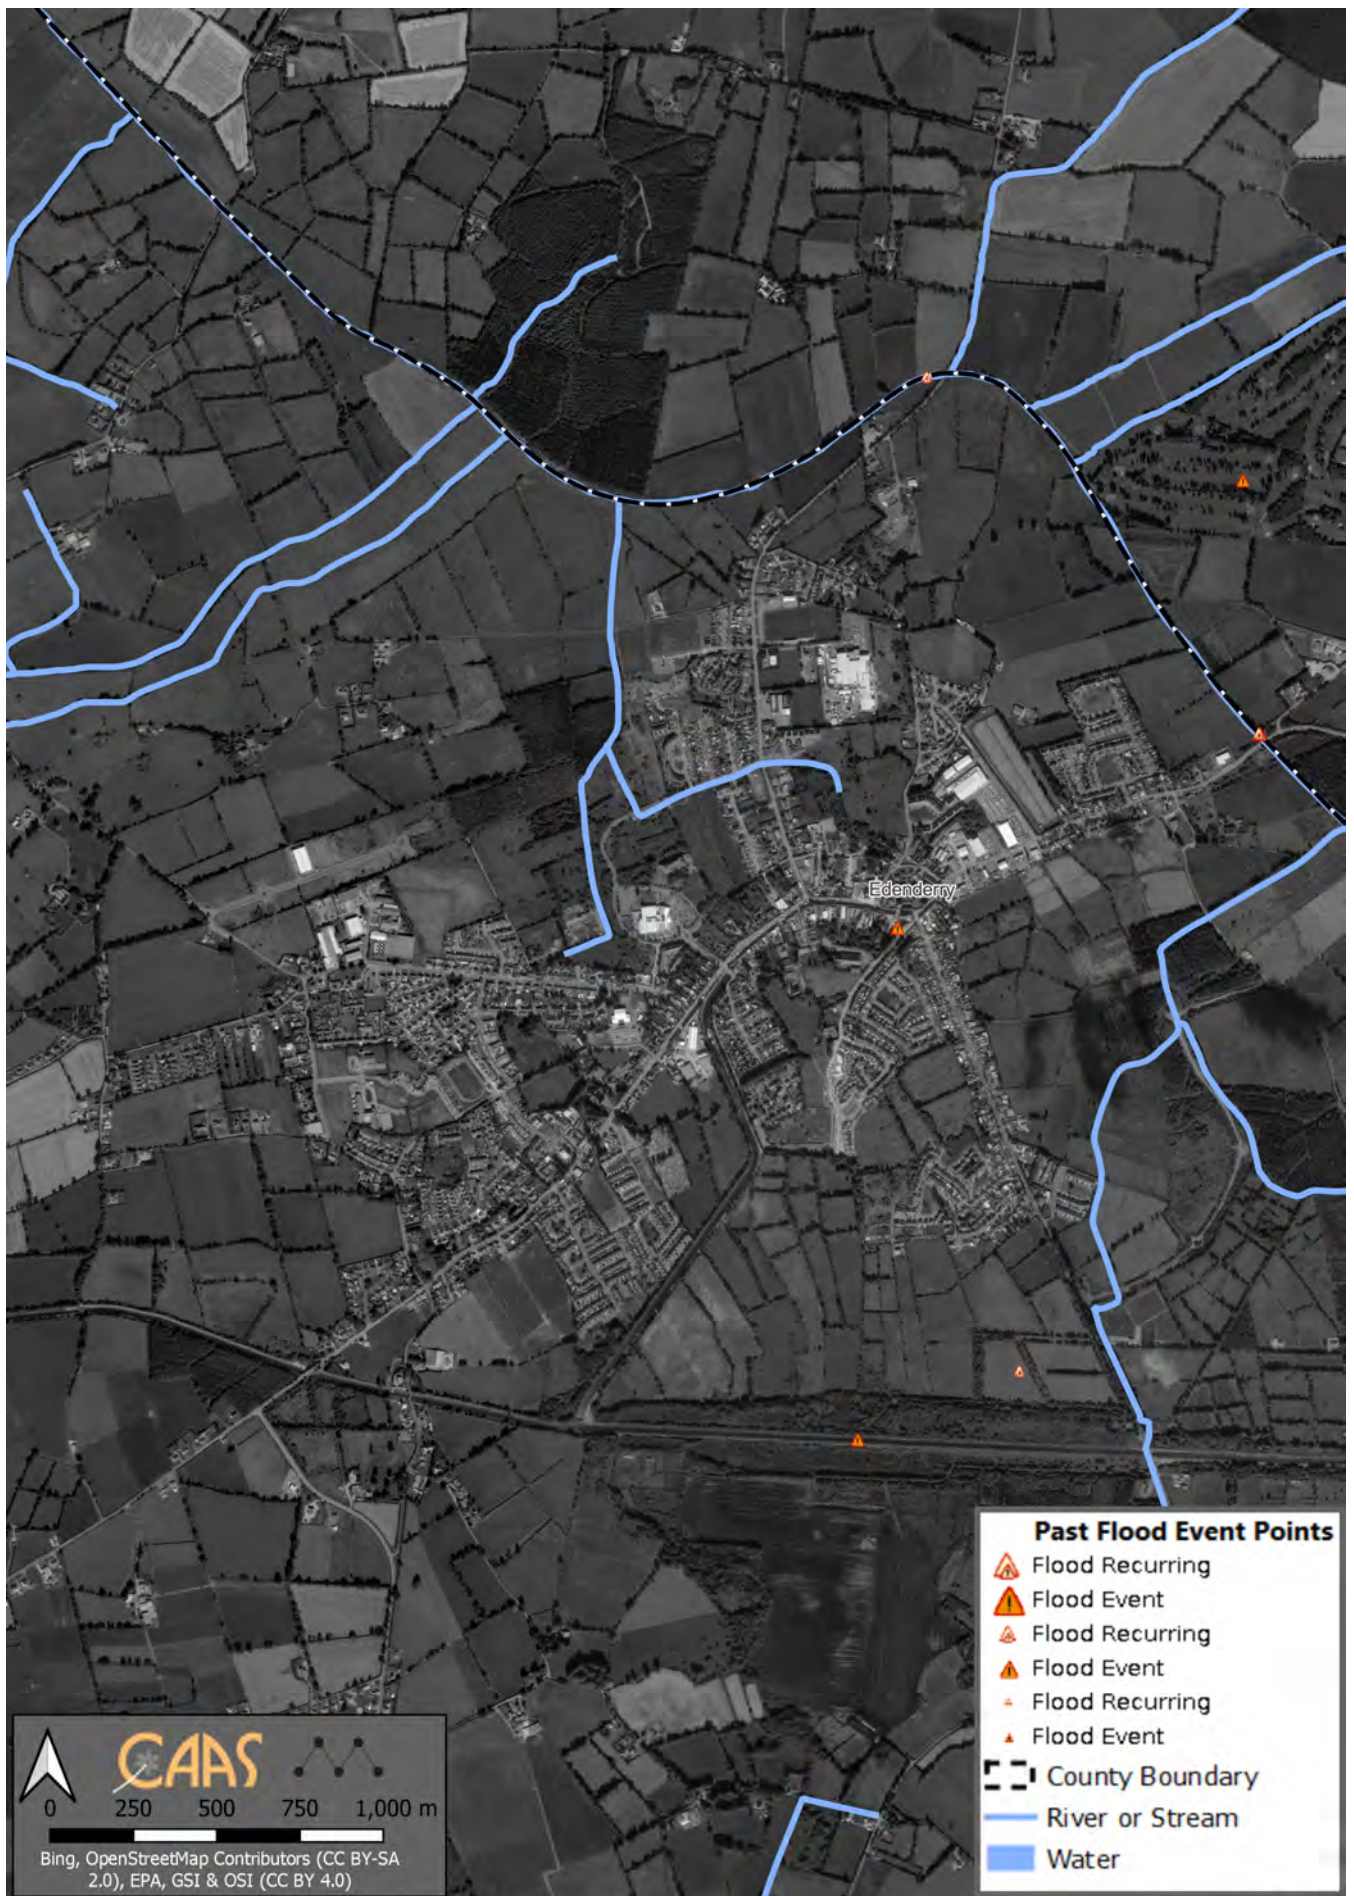 Edenderry
Past Flood Event Points
Flood Recurring
Flood Event
Flood Recurring
Flood Event
Flood Recurring
Flood Event
County Boundary
River or Stream
Water
CAAS
0 250 500 750 1,000 m
Bing, OpenStreetMap Contributors (CC BY-SA
2.0), EPA, GSI & OSI (CC BY 4.0)